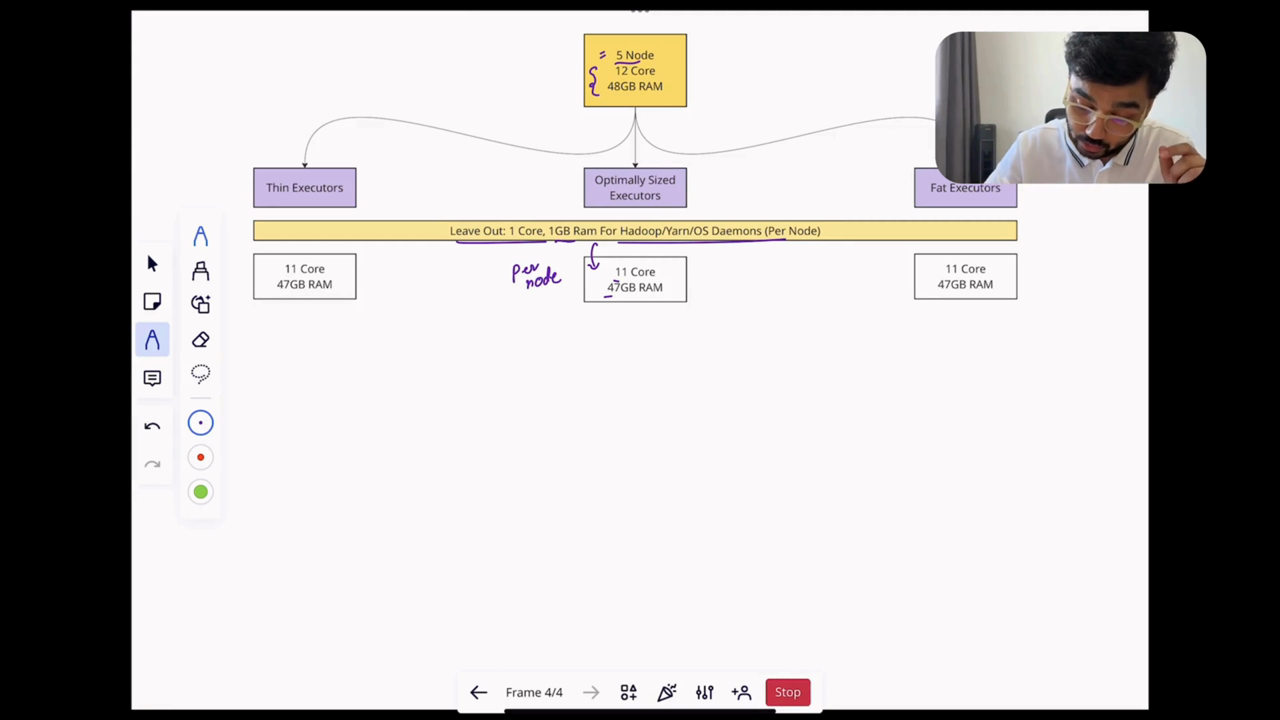 = 5 Node
{ 12 Core
48GB RAM
Thin Executors
Optimally Sized
Executors
Fat Executors
Leave Out: 1 Core, 1GB Ram For Hadoop/Yarn/OS Daemons (Per Node)
11 Core
47GB RAM
Per
node
11 Core
47GB RAM
11 Core
47GB RAM
Frame 4/4
Stop